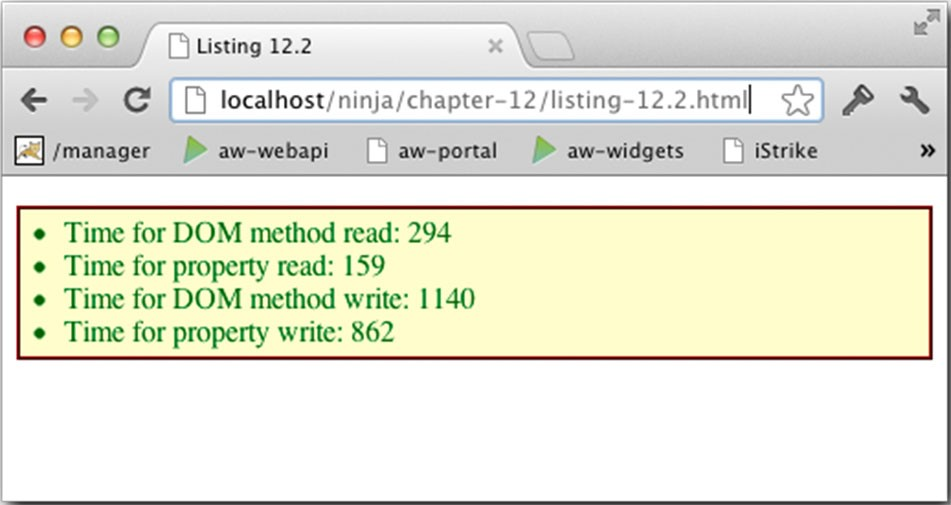 Listing 12.2
localhost/ninja/chapter-12/listing-12.2.html
/manager aw-webapi aw-portal aw-widgets iStrike »
Time for DOM method read: 294
Time for property read: 159
Time for DOM method write: 1140
Time for property write: 862